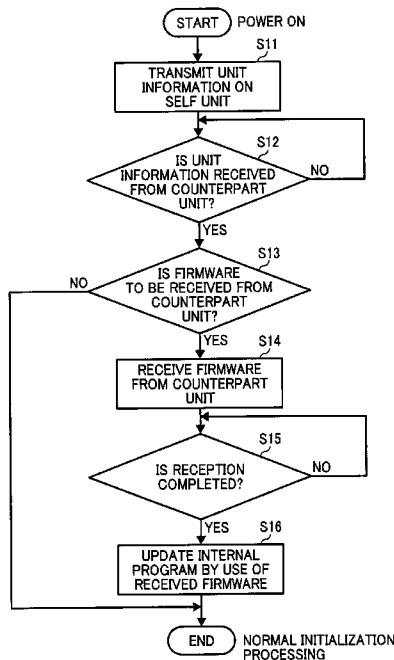 START
POWER ON
S11
TRANSMIT UNIT
INFORMATION ON
SELF UNIT
S12
IS UNIT
INFORMATION RECEIVED
FROM COUNTERPART
UNIT?
NO
YES
S13
NO
IS FIRMWARE
TO BE RECEIVED FROM
COUNTERPART
UNIT?
YES
S14
RECEIVE FIRMWARE
FROM COUNTERPART
UNIT
S15
IS RECEPTION
COMPLETED?
NO
YES
S16
UPDATE INTERNAL
PROGRAM BY USE OF
RECEIVED FIRMWARE
END
NORMAL INITIALIZATION
PROCESSING